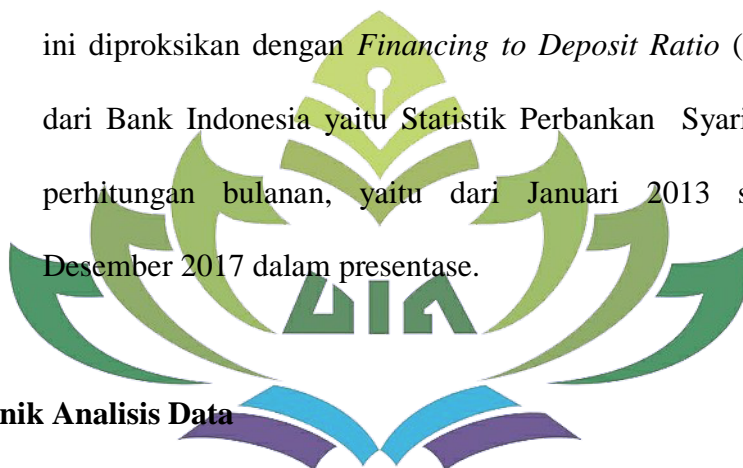 ini diproksikan dengan Financing to Deposit Ratio (
dari Bank Indonesia yaitu Statistik Perbankan Syari
perhitungan bulanan, yaitu dari Januari 2013 s
Desember 2017 dalam presentase.
UIN
nik Analisis Data